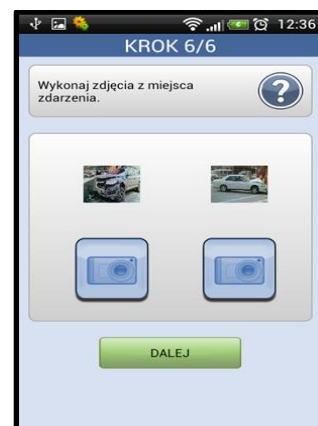 12:36
KROK 6/6
Wykonaj zdjęcia z miejsca
zdarzenia.
?
DALEJ